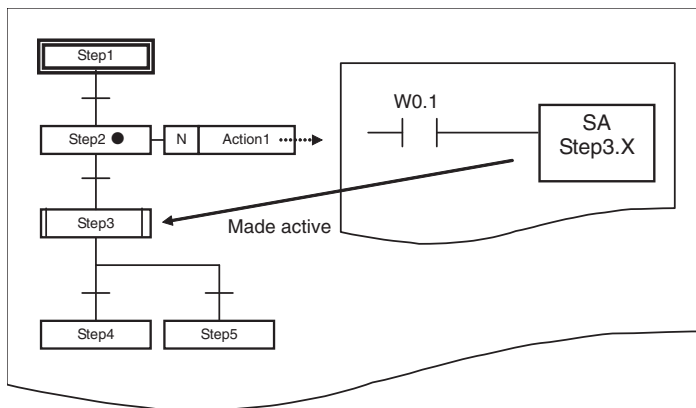 Step1
W0.1
SA
Step3.X
Step2
N
Action1
Step3
Made active
Step4
Step5